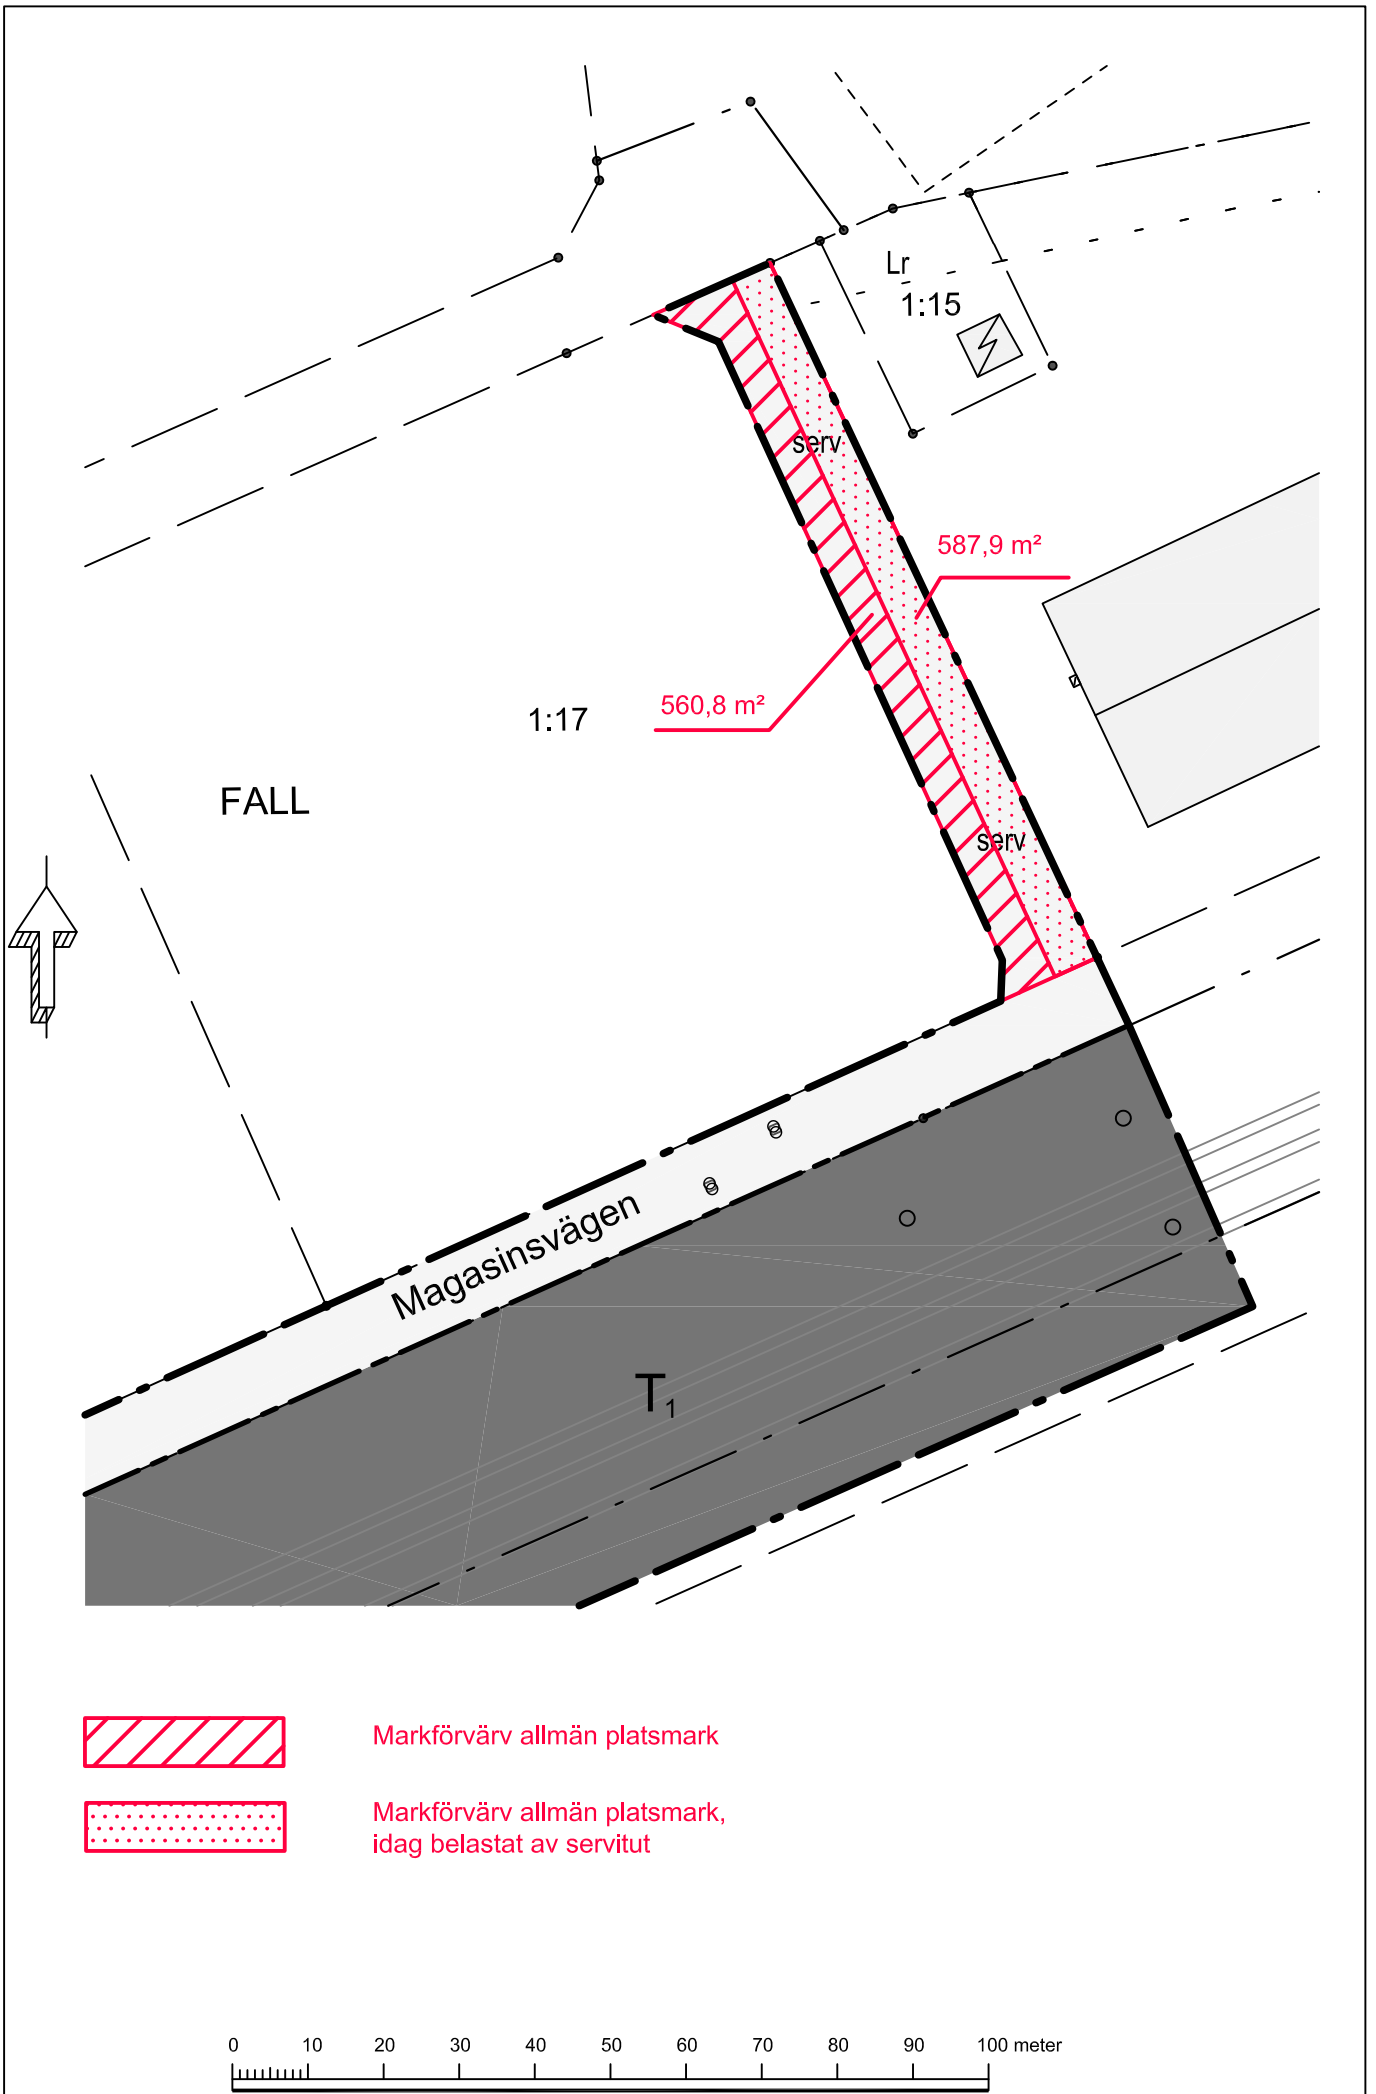 Lr
1:15
serv
587,9 m²
560,8 m²
1:17
FALL
serv
Magasinsvägen
T₁
Markförvärv allmän platsmark
Markförvärv allmän platsmark,
idag belastat av servitut
0 10 20 30 40 50 60 70 80 90 100 meter